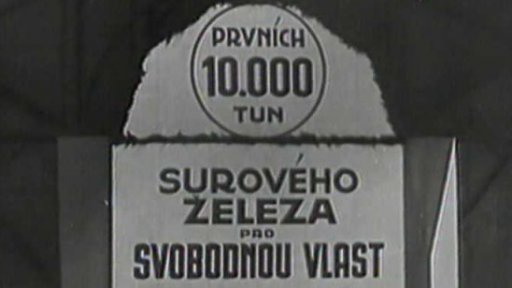 PRVNÍCH
10.000
TUN
SUROVÉHO
ŽELEZA
PRO
SVOBODNOU VLAST